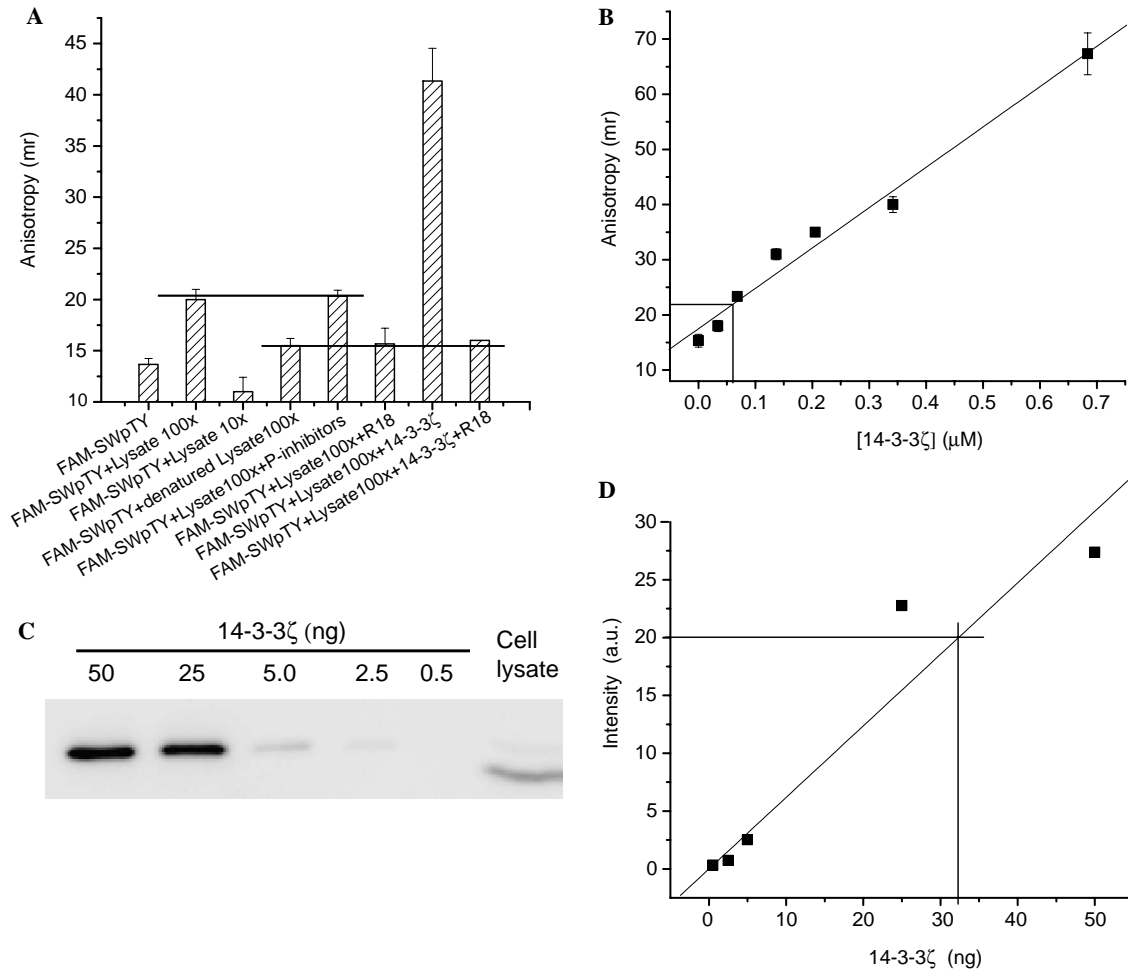 A
45
40
35
30
25
20
15
10
Anisotropy (mr)
FAM-SWpTY
FAM-SWpTY+Lysate 100x
FAM-SWpTY+Lysate 10x
FAM-SWpTY+denatured Lysate100x
FAM-SWpTY+Lysate100x+P-inhibitors
FAM-SWpTY+Lysate100x+R18
FAM-SWpTY+Lysate100x+14-3-3ζ
FAM-SWpTY+Lysate100x+14-3-3ζ+R18
B
70
60
50
40
30
20
10
Anisotropy (mr)
0.0 0.1 0.2 0.3 0.4 0.5 0.6 0.7
[14-3-3ζ] (μM)
C
14-3-3ζ (ng)
50 25 5.0 2.5 0.5
Cell
lysate
D
30
25
20
15
10
5
0
Intensity (a.u.)
0 10 20 30 40 50
14-3-3ζ (ng)